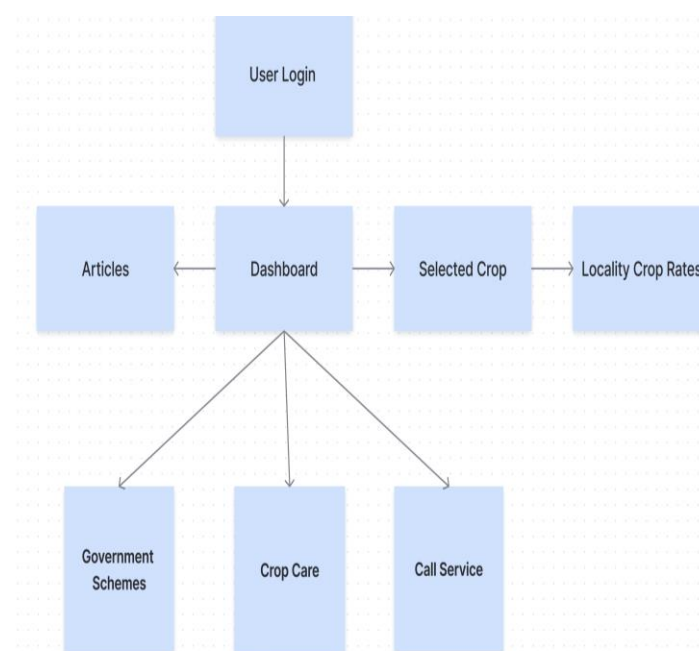 User Login
Articles
Dashboard
Selected Crop
Locality Crop Rates
Government
Schemes
Crop Care
Call Service